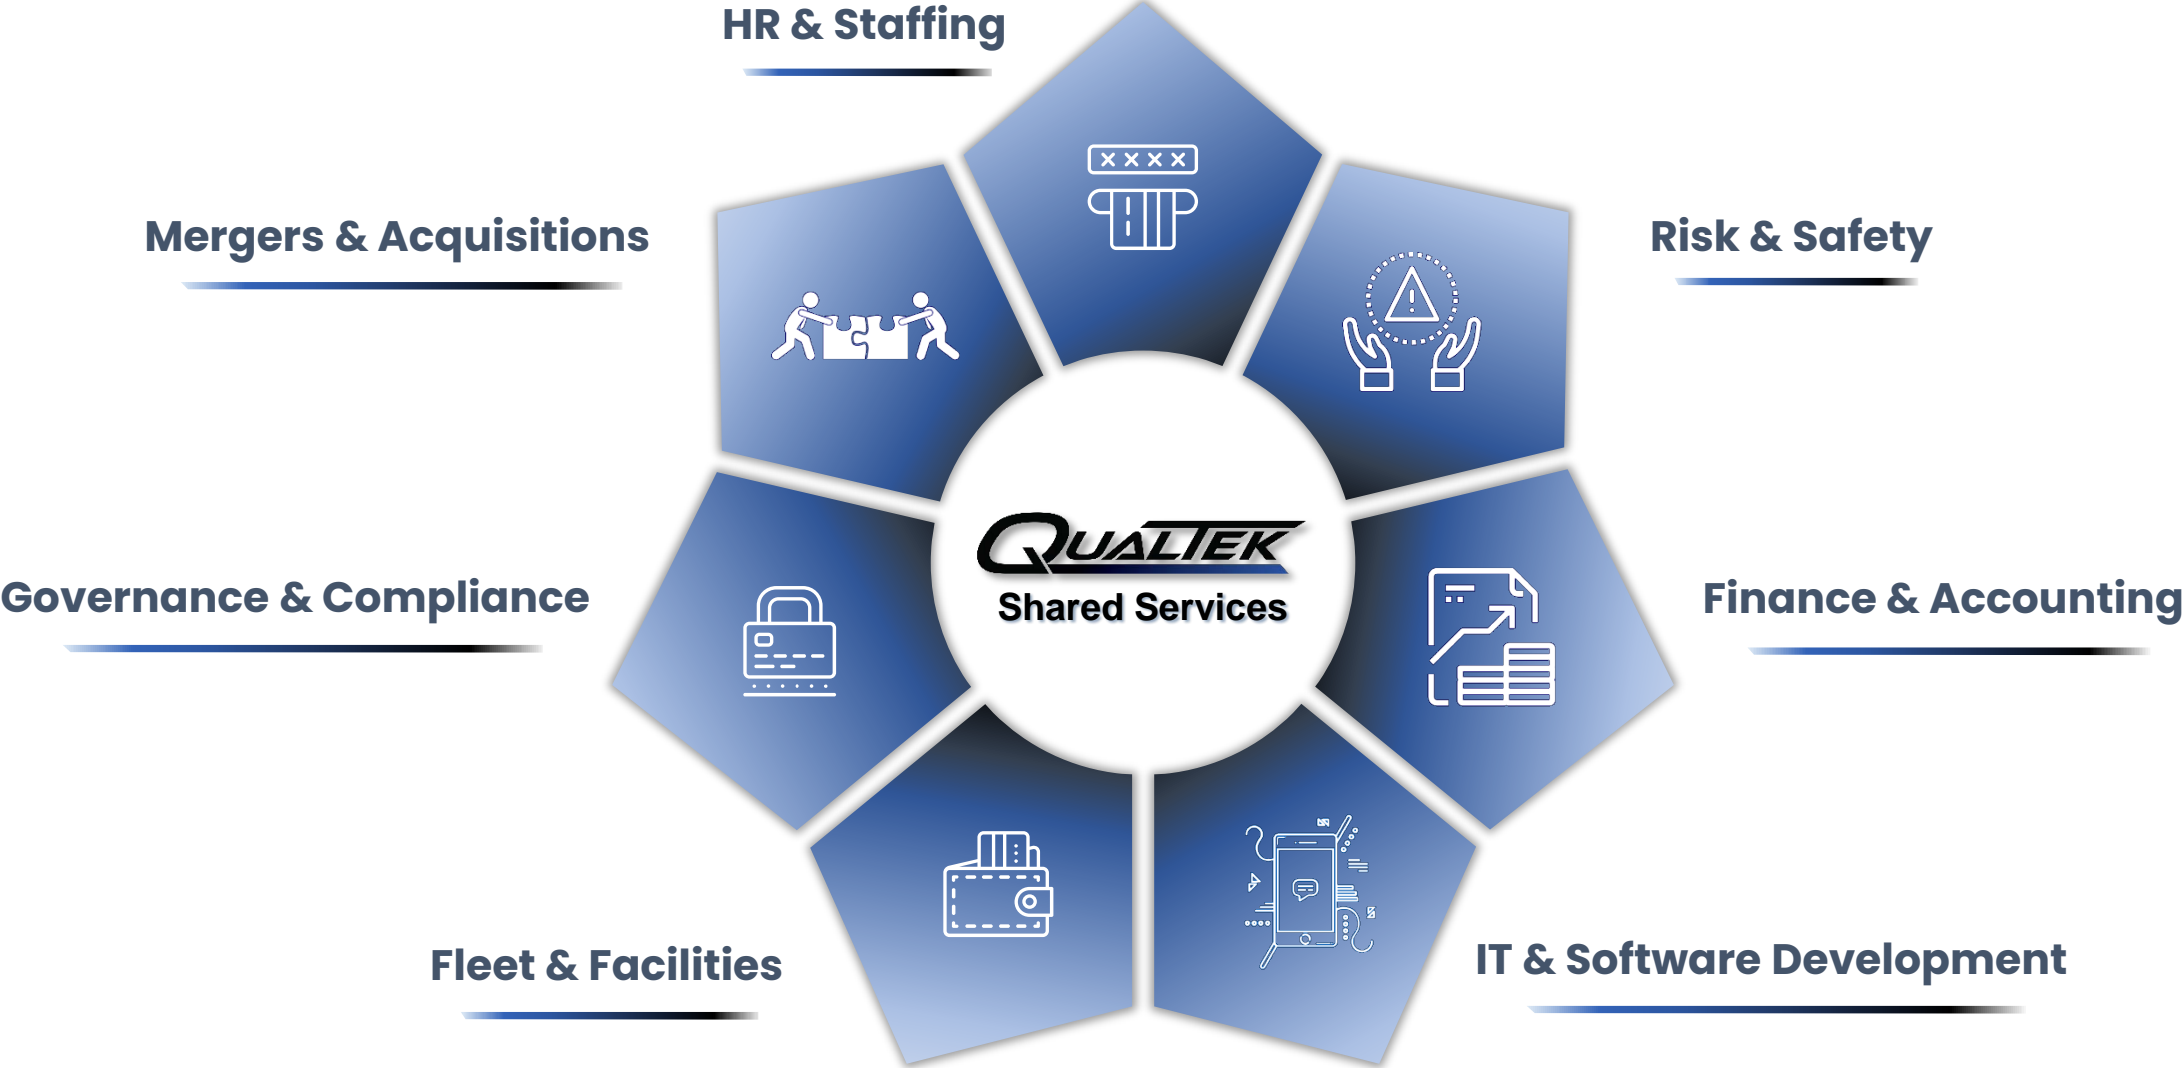 HR & Staffing
Mergers & Acquisitions
Risk & Safety
QUALTEK
Shared Services
Governance & Compliance
Finance & Accounting
Fleet & Facilities
IT & Software Development